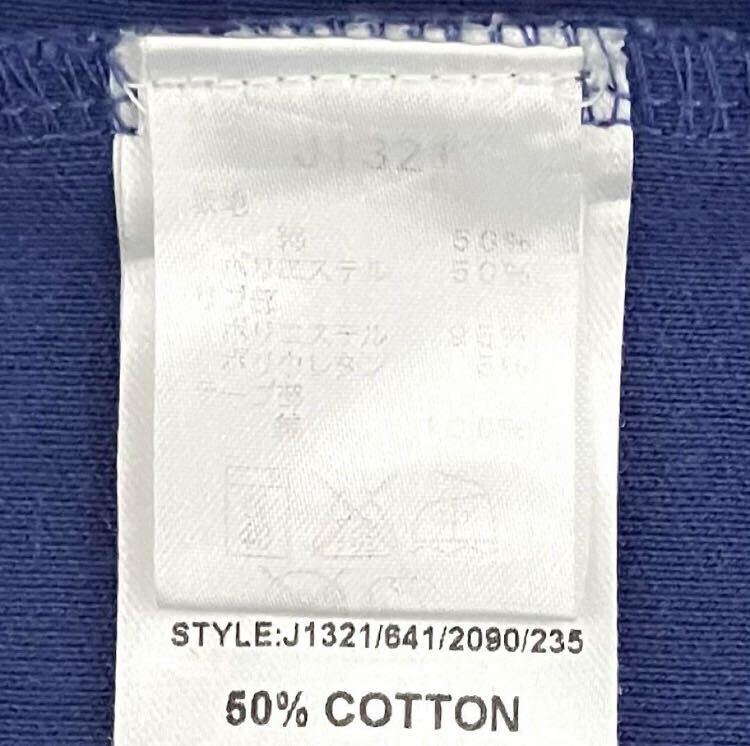 J1321
表地
綿 50%
ポリエステル 50%
リブ部
ポリエステル 95%
ポリウレタン 5%
テープ部
綿 100%
STYLE:J1321/641/2090/235
50% COTTON